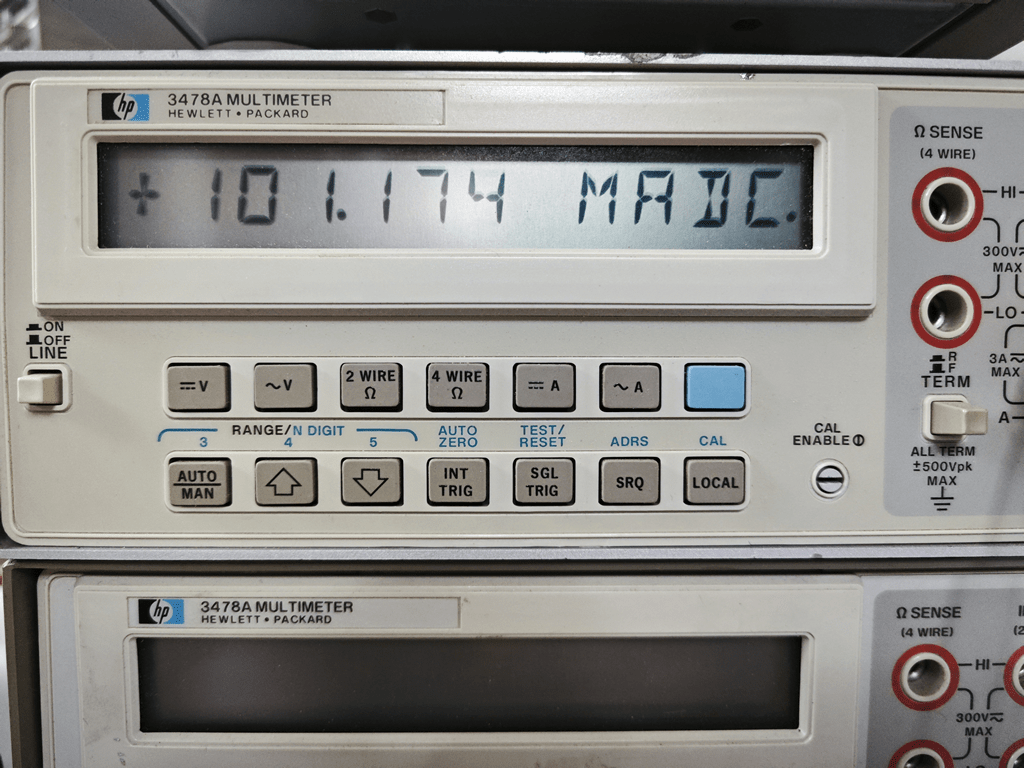 hp 3478A MULTIMETER
HEWLETT • PACKARD
+ 101.174 MADC.
Ω SENSE
(4 WIRE)
HI
300V⎓
MAX
LO
ON
OFF
LINE
R
F
TERM
3A⎓
MAX
A
⎓ V
~V
2 WIRE
Ω
4 WIRE
Ω
⎓ A
~ A
RANGE/N DIGIT
3 4 5
AUTO
ZERO
TEST/
RESET
ADRS
CAL
CAL
ENABLE
AUTO
MAN
INT
TRIG
SGL
TRIG
SRQ
LOCAL
ALL TERM
±500Vpk
MAX
hp 3478A MULTIMETER
HEWLETT • PACKARD
Ω SENSE
(4 WIRE)
HI
300V
MAX